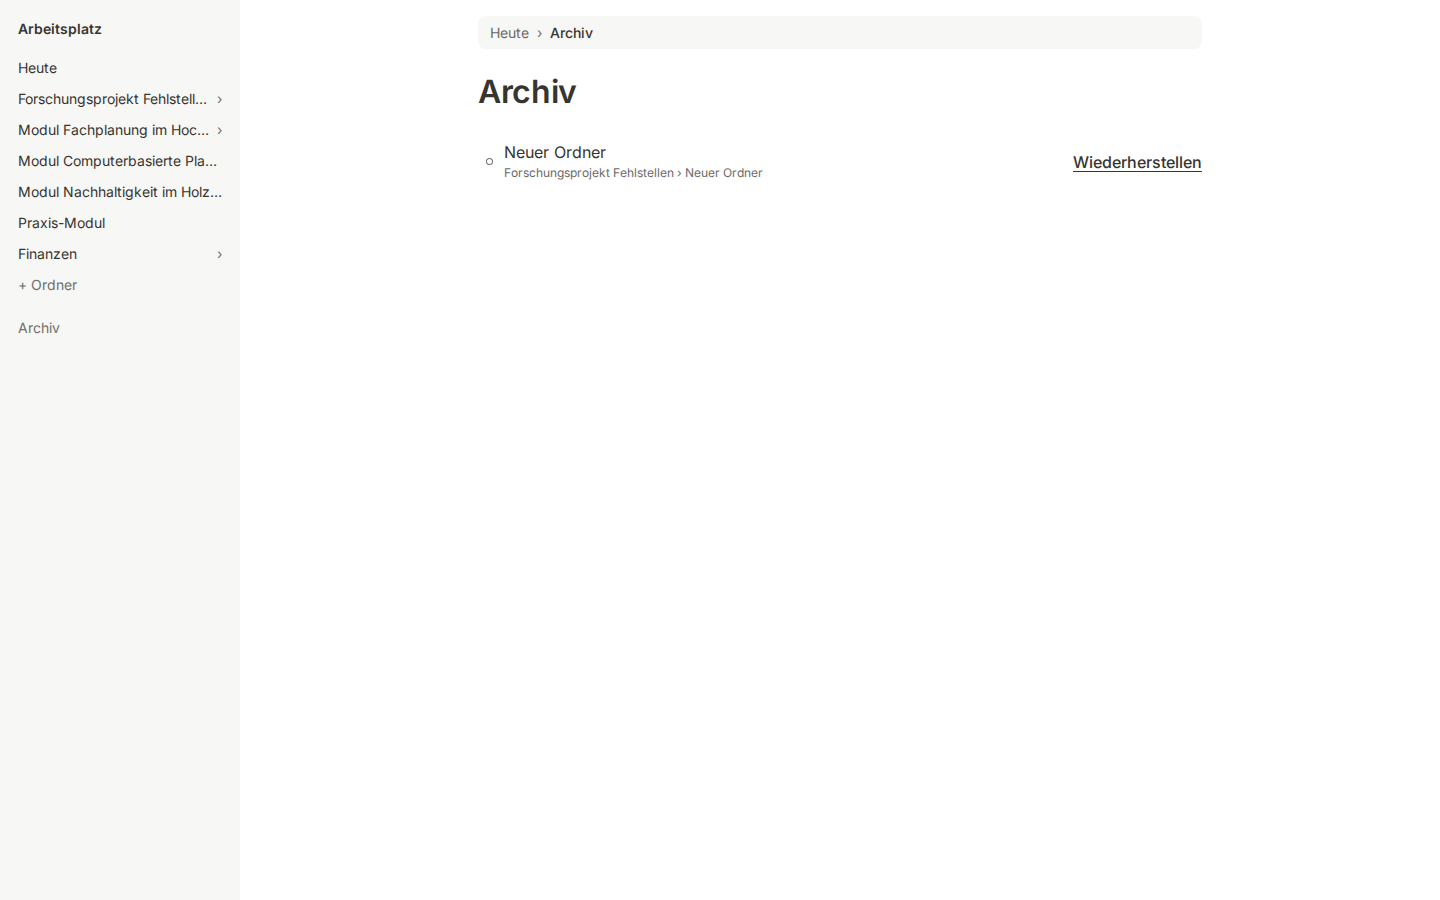 Arbeitsplatz
Heute
Forschungsprojekt Fehlstell... ›
Modul Fachplanung im Hoc... ›
Modul Computerbasierte Pla...
Modul Nachhaltigkeit im Holz...
Praxis-Modul
Finanzen ›
+ Ordner
Archiv
Heute › Archiv
Archiv
Neuer Ordner
Forschungsprojekt Fehlstellen › Neuer Ordner
Wiederherstellen